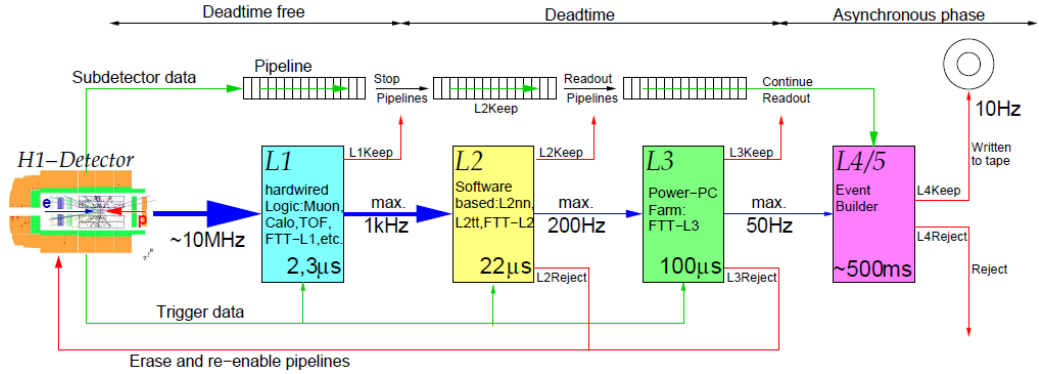 Deadtime free
Deadtime
Asynchronous phase
Subdetector data
Pipeline
Stop
Pipelines
L2Keep
Readout
Pipelines
Continue
Readout
10Hz
H1-Detector
e
p
~10MHz
L1
hardwired
Logic:Muon,
Calo,TOF,
FTT-L1,etc.
2,3µs
L1Keep
max.
1kHz
L2
Software
based:L2nn,
L2tt,FTT-L2
22µs
L2Keep
max.
200Hz
L2Reject
L3
Power-PC
Farm:
FTT-L3
100µs
L3Keep
max.
50Hz
L3Reject
L4/5
Event
Builder
~500ms
L4Keep
Written
to tape
L4Reject
Reject
Trigger data
Erase and re-enable pipelines